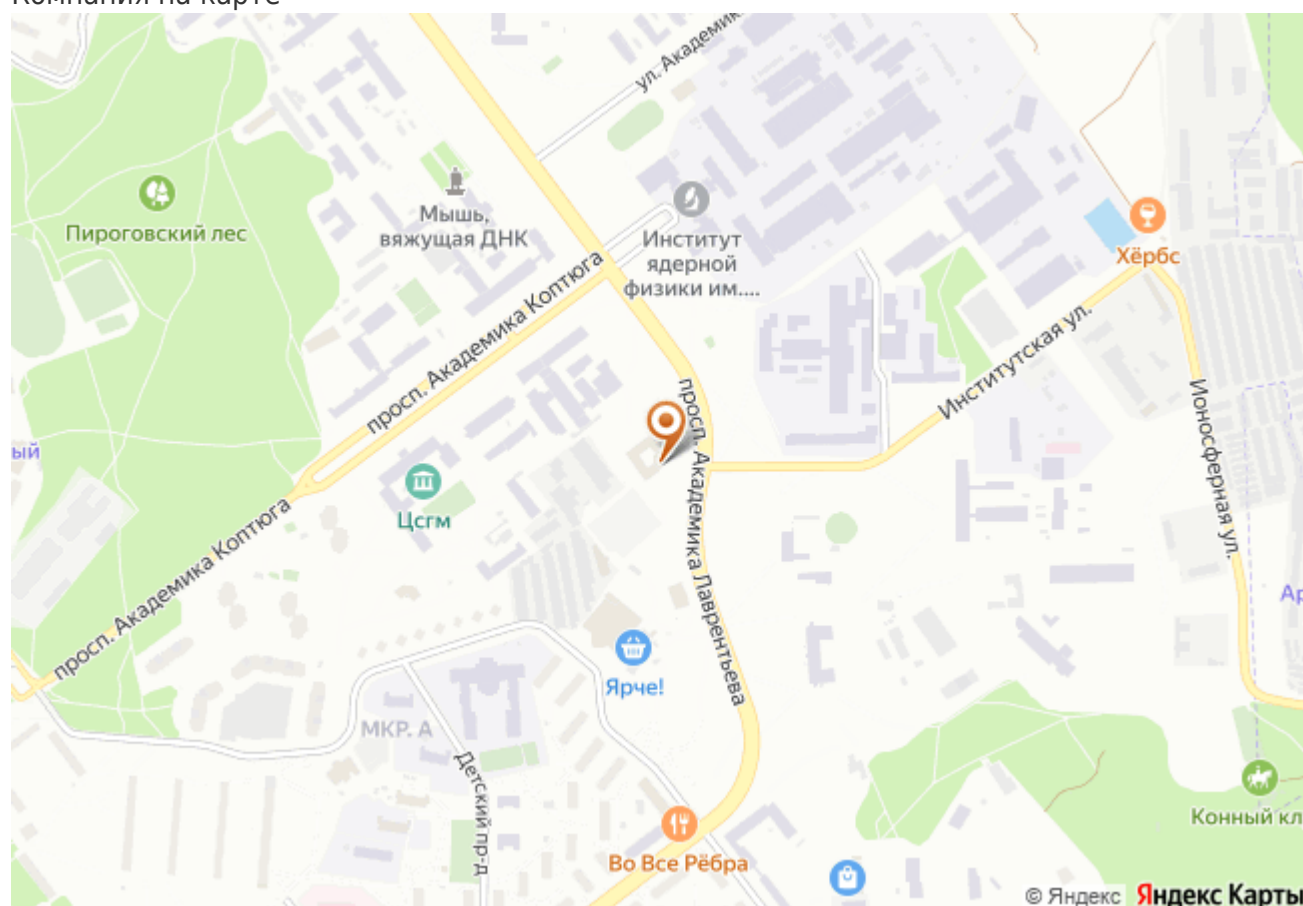 Компания на карте
ул. Академик
Пироговский лес
Мышь,
вяжущая ДНК
Институт
ядерной
физики им....
Хёрбс
просп. Академика Коптюга
Институтская ул.
Ионосферная ул.
просп. Академика Лаврентьева
ый
Цсгм
просп. Академика Коптюга
Ар
Ярче!
МКР. А
Детский пр-д
Конный кл
Во Все Рёбра
© Яндекс Яндекс Карты